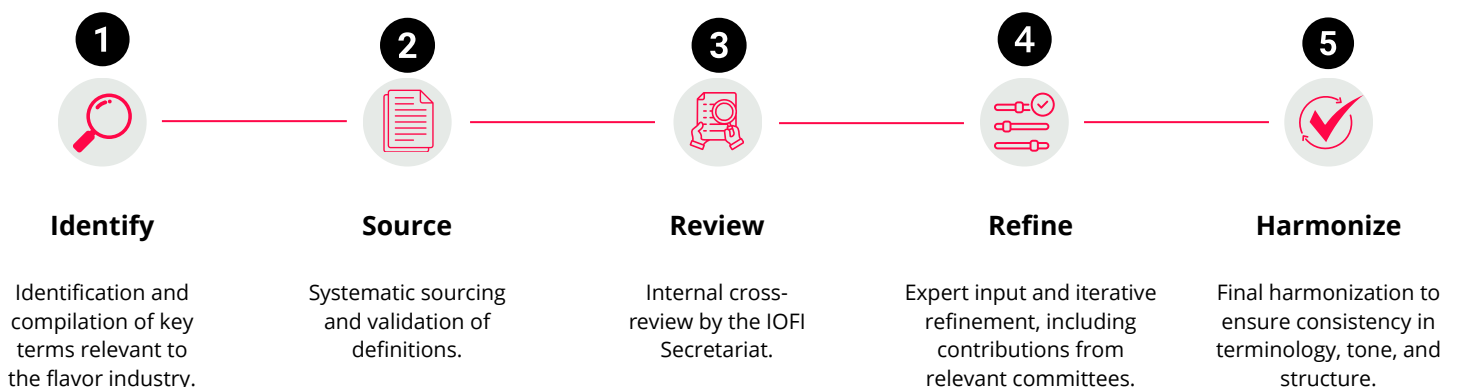 1
2
3
4
5
Identify
Source
Review
Refine
Harmonize
Identification and
compilation of key
terms relevant to
the flavor industry.
Systematic sourcing
and validation of
definitions.
Internal cross-
review by the IOFI
Secretariat.
Expert input and iterative
refinement, including
contributions from
relevant committees.
Final harmonization to
ensure consistency in
terminology, tone, and
structure.